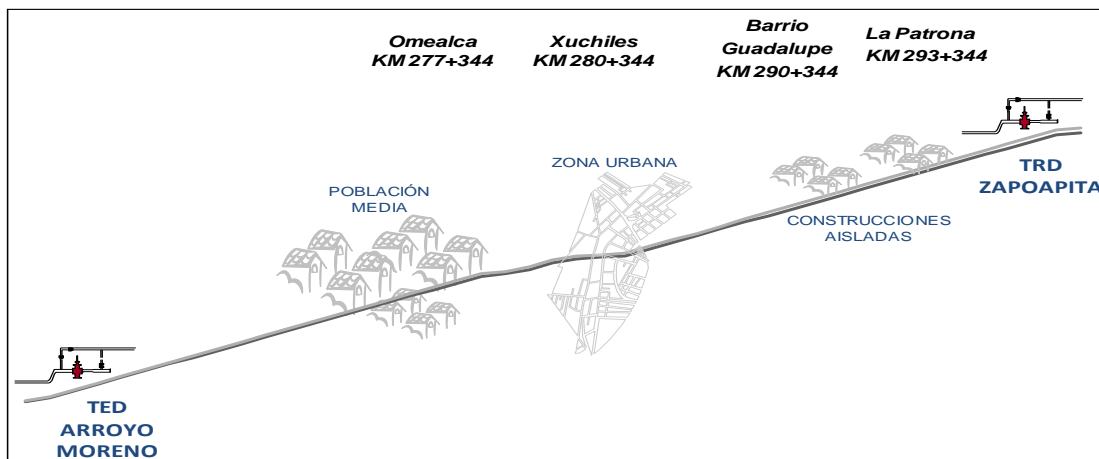 Omealca
KM 277+344
Xuchiles
KM 280+344
Barrio
Guadalupe
KM 290+344
La Patrona
KM 293+344
ZONA URBANA
POBLACIÓN
MEDIA
TRD
ZAPOAPITA
CONSTRUCCIONES
AISLADAS
TED
ARROYO
MORENO